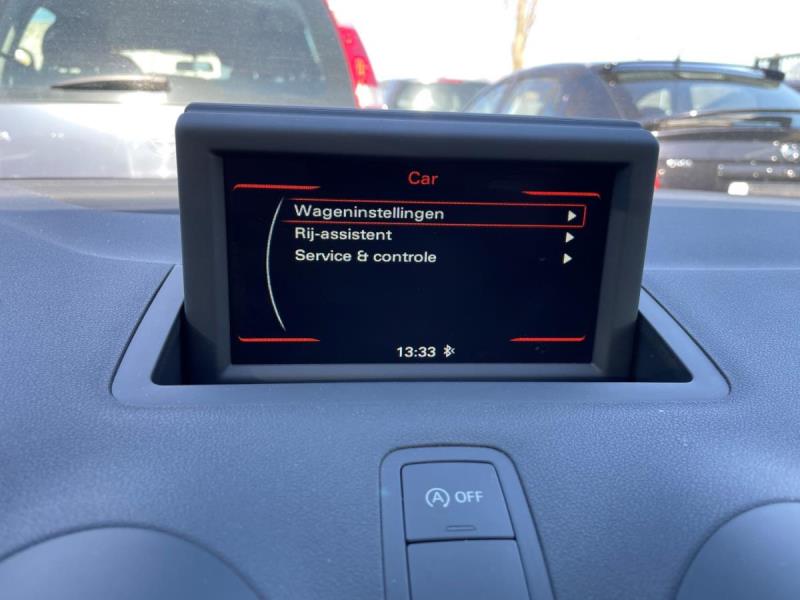 Car
Wageninstellingen
Rij-assistent
Service & controle
13:33
A OFF